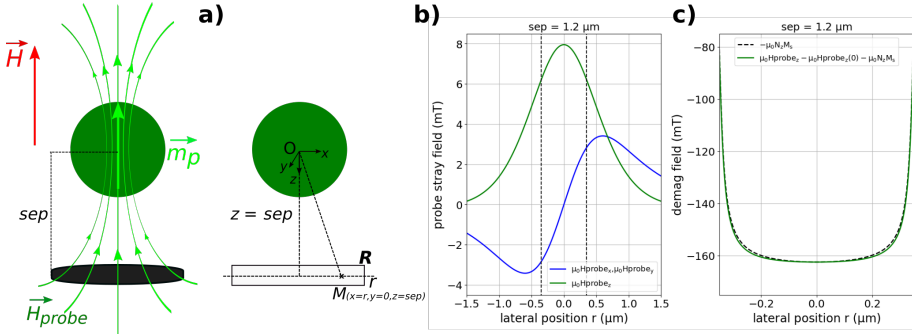 a)
H
m_p
sep
H_probe
O
x
y
z
z = sep
R
r
M(x=r,y=0,z=sep)
b)
sep = 1.2 µm
probe stray field (mT)
8
6
4
2
0
−2
−4
µ₀Hprobeₓ,µ₀Hprobe_y
µ₀Hprobe_z
−1.5 −1.0 −0.5 0.0 0.5 1.0 1.5
lateral position r (µm)
c)
sep = 1.2 µm
demag field (mT)
−80
−100
−120
−140
−160
−µ₀N_zM_s
µ₀Hprobe_z − µ₀Hprobe_z(0) − µ₀N_zM_s
−0.2 0.0 0.2
lateral position r (µm)